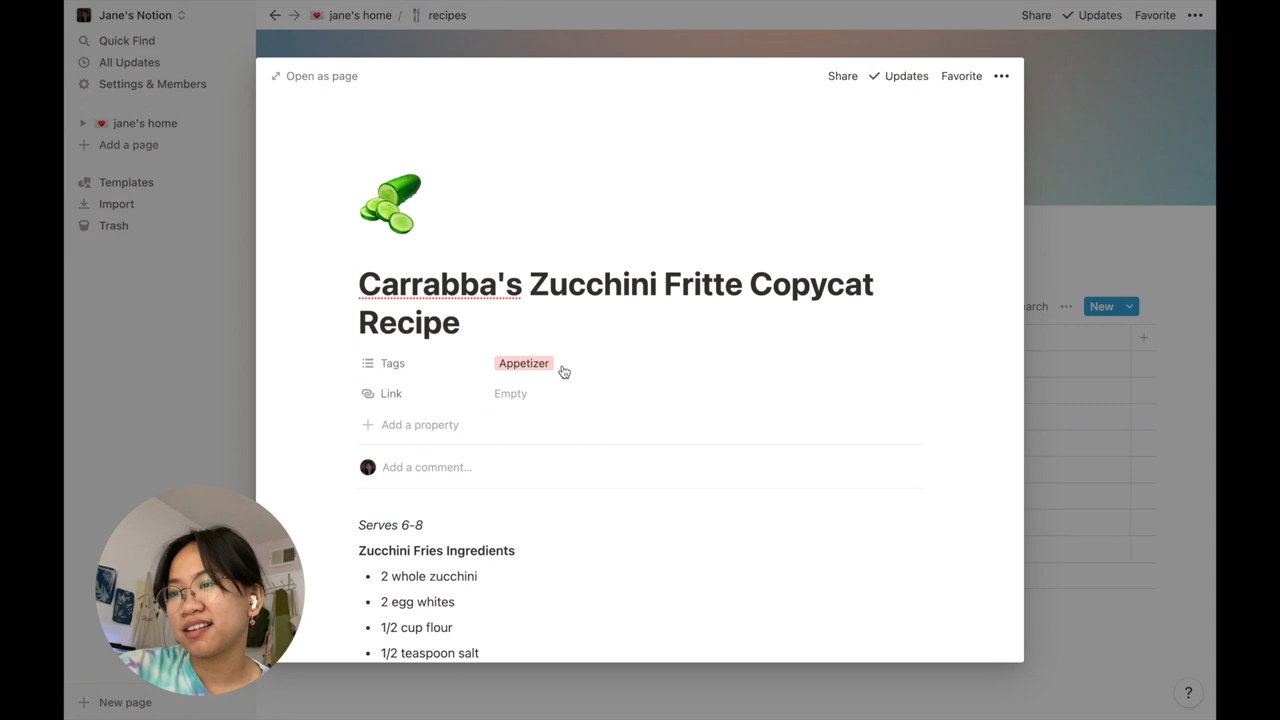 Jane's Notion
jane's home / recipes
Share Updates Favorite
Quick Find
All Updates
Settings & Members
jane's home
Add a page
Templates
Import
Trash
New page
Open as page
Share Updates Favorite
Carrabba's Zucchini Fritte Copycat
Recipe
Tags Appetizer
Link Empty
Add a property
Add a comment...
Serves 6-8
Zucchini Fries Ingredients
• 2 whole zucchini
• 2 egg whites
• 1/2 cup flour
• 1/2 teaspoon salt
New
?